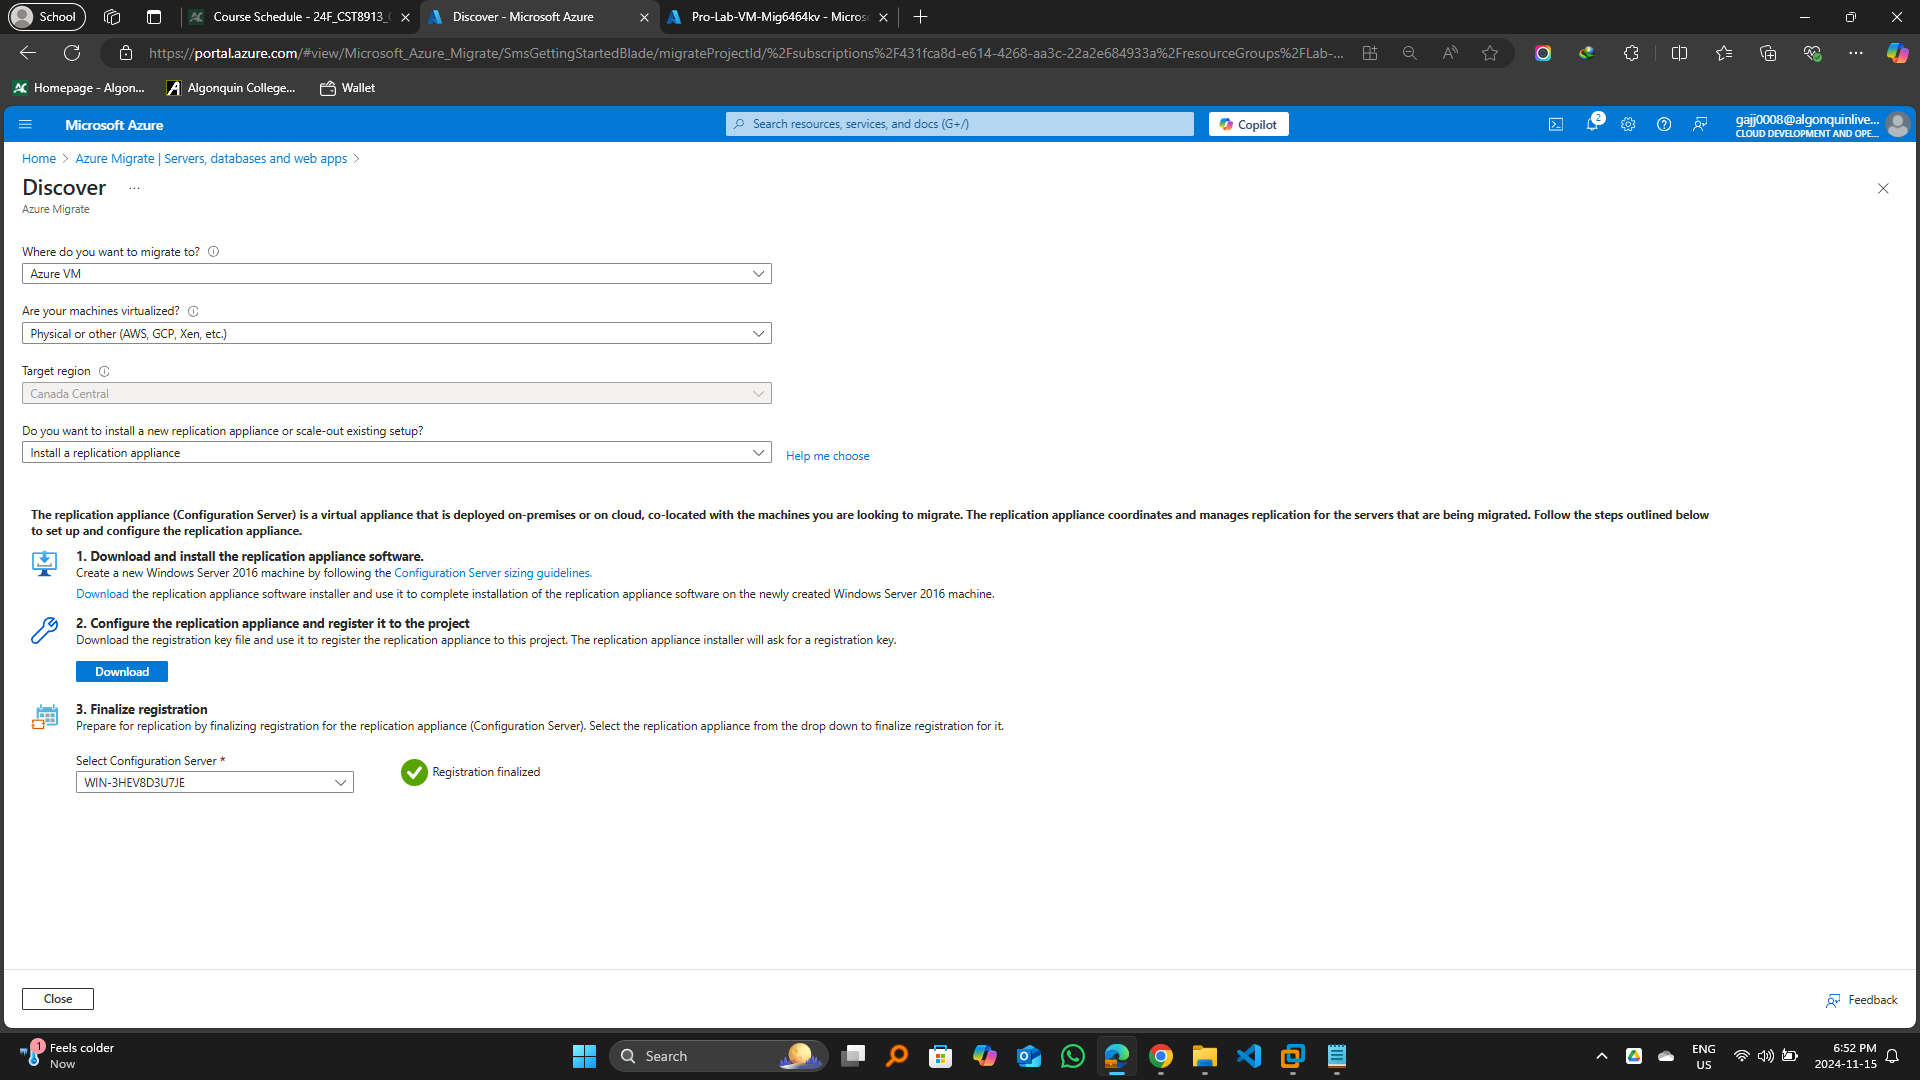 School
Course Schedule - 24F_CST8913_
Discover - Microsoft Azure
Pro-Lab-VM-Mig6464kv - Micros
https://portal.azure.com/#view/Microsoft_Azure_Migrate/SmsGettingStartedBlade/migrateProjectId/%2Fsubscriptions%2F431fca8d-e614-4268-aa3c-22a2e684933a%2FresourceGroups%2FLab-...
Homepage - Algon...
Algonquin College...
Wallet
Microsoft Azure
Search resources, services, and docs (G+/)
Copilot
2
gajj0008@algonquinlive...
CLOUD DEVELOPMENT AND OPE...
Home > Azure Migrate | Servers, databases and web apps >
Discover ...
Azure Migrate
Where do you want to migrate to?
Azure VM
Are your machines virtualized?
Physical or other (AWS, GCP, Xen, etc.)
Target region
Canada Central
Do you want to install a new replication appliance or scale-out existing setup?
Install a replication appliance
Help me choose
The replication appliance (Configuration Server) is a virtual appliance that is deployed on-premises or on cloud, co-located with the machines you are looking to migrate. The replication appliance coordinates and manages replication for the servers that are being migrated. Follow the steps outlined below
to set up and configure the replication appliance.
1. Download and install the replication appliance software.
Create a new Windows Server 2016 machine by following the Configuration Server sizing guidelines.
Download the replication appliance software installer and use it to complete installation of the replication appliance software on the newly created Windows Server 2016 machine.
2. Configure the replication appliance and register it to the project
Download the registration key file and use it to register the replication appliance to this project. The replication appliance installer will ask for a registration key.
Download
3. Finalize registration
Prepare for replication by finalizing registration for the replication appliance (Configuration Server). Select the replication appliance from the drop down to finalize registration for it.
Select Configuration Server *
WIN-3HEV8D3U7JE
Registration finalized
Close
Feedback
1
Feels colder
Now
Search
ENG
US
6:52 PM
2024-11-15